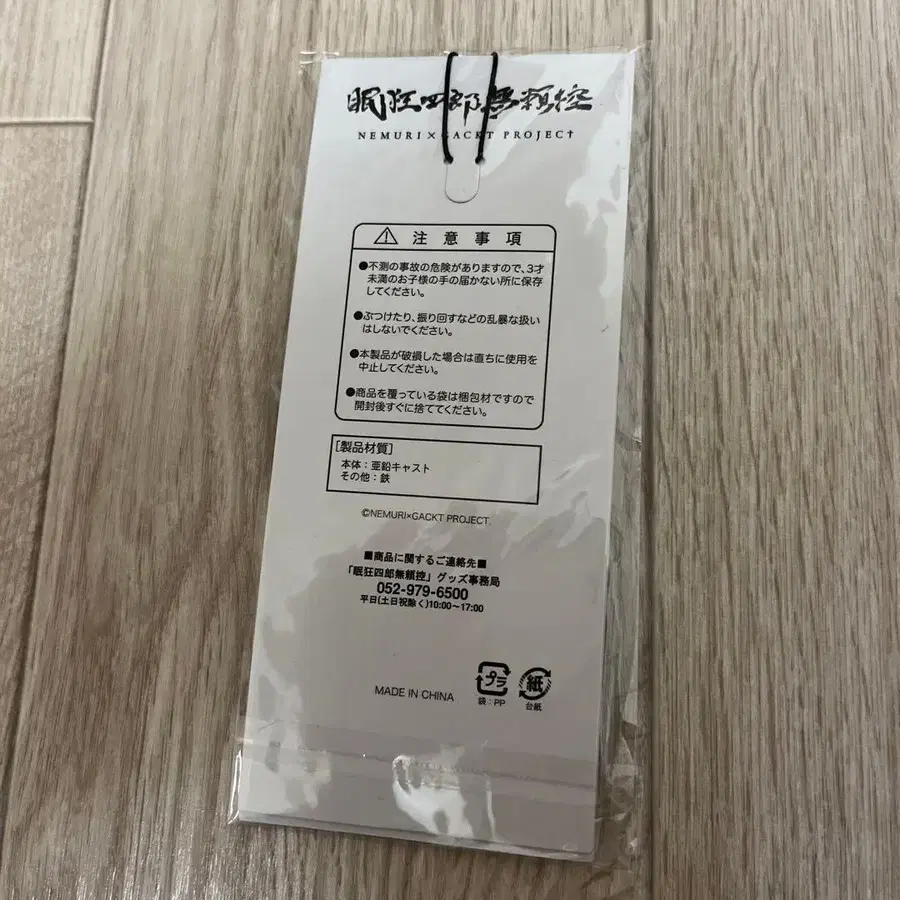 眠狂四郎無頼控
NEMURI×GACKT PROJEC†
⚠ 注意事項
●不測の事故の危険がありますので、3才
未満のお子様の手の届かない所に保存
してください。
●ぶつけたり、振り回すなどの乱暴な扱い
はしないでください。
●本製品が破損した場合は直ちに使用を
中止してください。
●商品を覆っている袋は梱包材ですので
開封後すぐに捨ててください。
[製品材質]
本体：亜鉛キャスト
その他：鉄
©NEMURI×GACKT PROJECT.
■商品に関するご連絡先■
「眠狂四郎無頼控」グッズ事務局
052-979-6500
平日(土日祝除く)10:00～17:00
MADE IN CHINA
プラ
袋：PP
紙
台紙